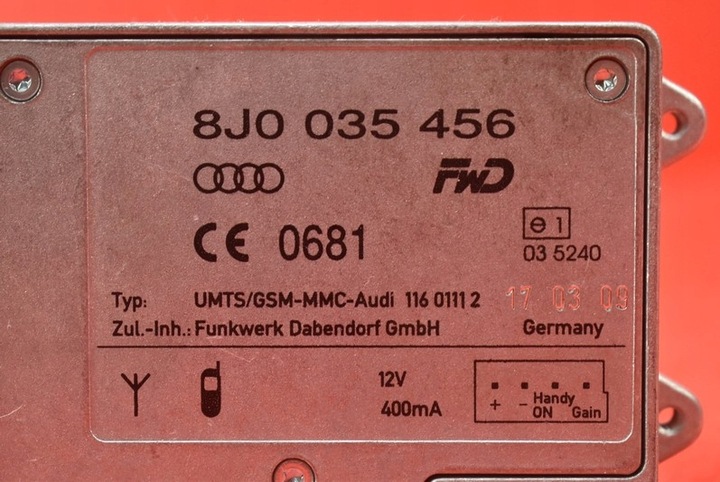 8J0 035 456
FWD
CE 0681
e 1
03 5240
Typ: UMTS/GSM-MMC-Audi 116 0111 2 17 03 09
Zul.-Inh.: Funkwerk Dabendorf GmbH Germany
12V
400mA
+ - Handy ON Gain